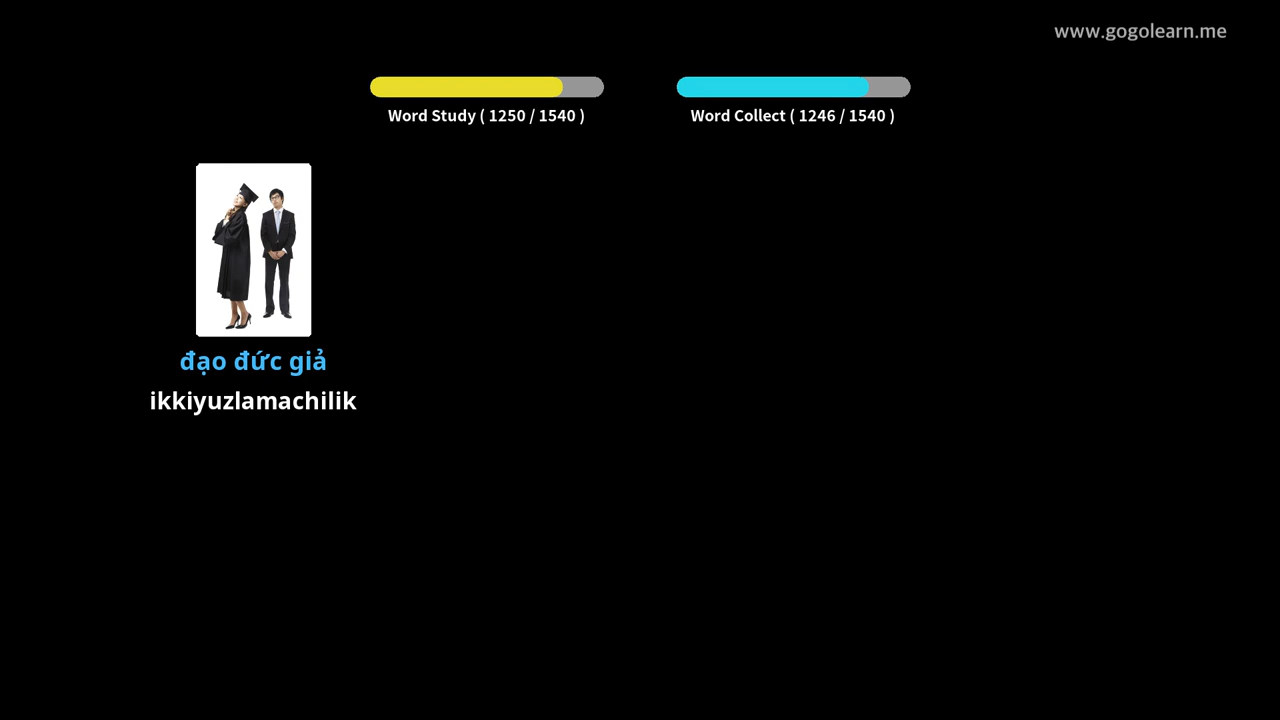 www.gogolearn.me
Word Study ( 1250 / 1540 )
Word Collect ( 1246 / 1540 )
đạo đức giả
ikkiyuzlamachilik